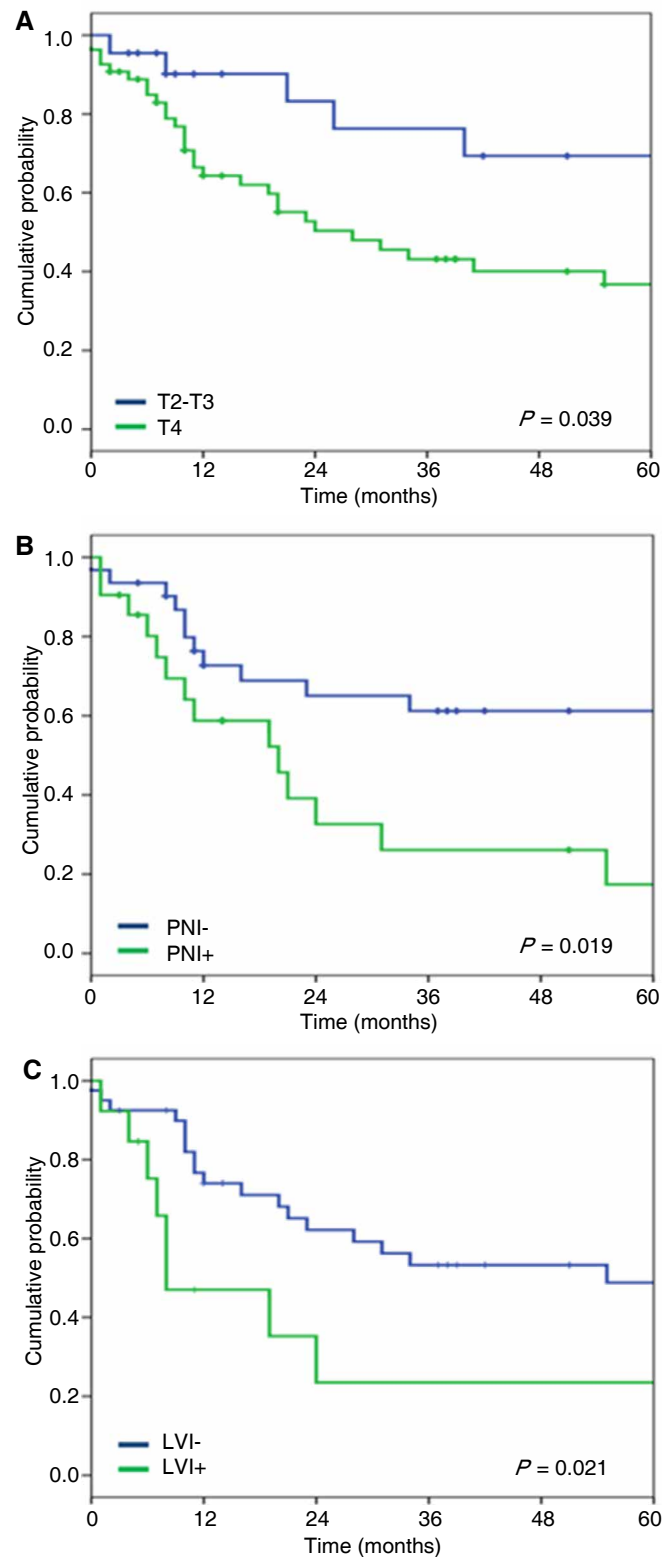 A
Cumulative probability
1.0
0.8
0.6
0.4
0.2
0.0
T2-T3
T4
P = 0.039
0 12 24 36 48 60
Time (months)
B
Cumulative probability
1.0
0.8
0.6
0.4
0.2
0.0
PNI-
PNI+
P = 0.019
0 12 24 36 48 60
Time (months)
C
Cumulative probability
1.0
0.8
0.6
0.4
0.2
0.0
LVI-
LVI+
P = 0.021
0 12 24 36 48 60
Time (months)